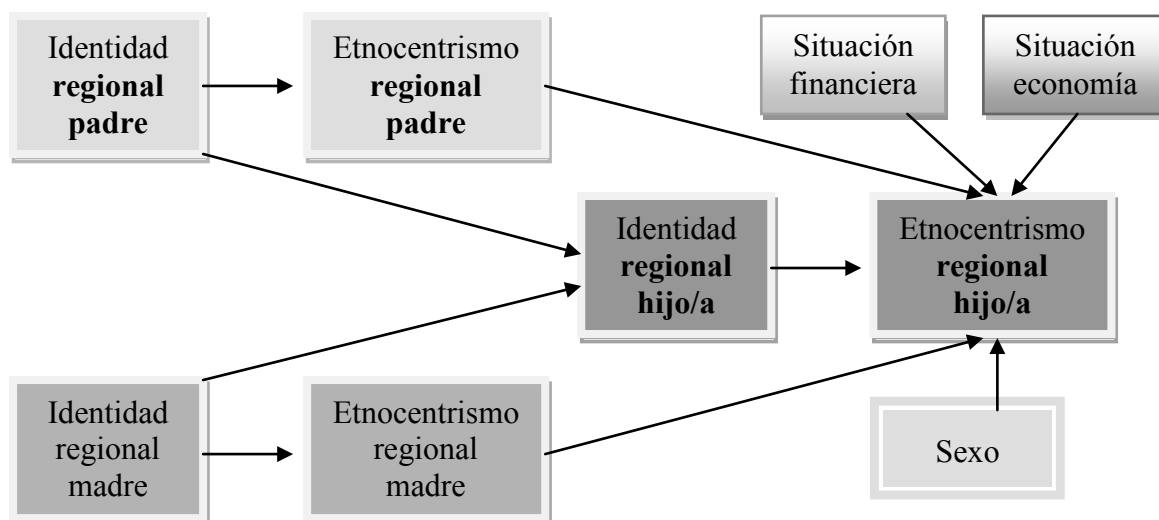 Identidad
regional
padre
Etnocentrismo
regional
padre
Situación
financiera
Situación
economía
Identidad
regional
hijo/a
Etnocentrismo
regional
hijo/a
Identidad
regional
madre
Etnocentrismo
regional
madre
Sexo